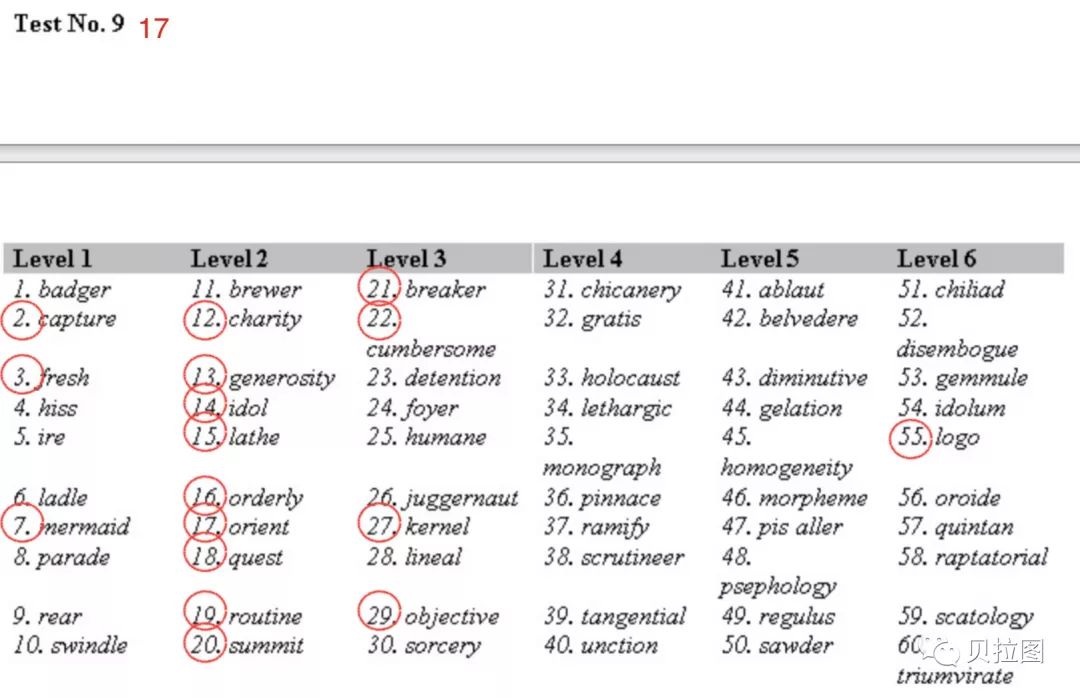 Test No. 9 17
Level 1 Level 2 Level 3 Level 4 Level 5 Level 6
1. badger 11. brewer 21. breaker 31. chicanery 41. ablaut 51. chiliad
2. capture 12. charity 22. 32. gratis 42. belvedere 52.
cumbersome disembogue
3. fresh 13. generosity 23. detention 33. holocaust 43. diminutive 53. gemmule
4. hiss 14. idol 24. foyer 34. lethargic 44. gelation 54. idolum
5. ire 15. lathe 25. humane 35. 45. 55. logo
monograph homogeneity
6. ladle 16. orderly 26. juggernaut 36. pinnace 46. morpheme 56. oroide
7. mermaid 17. orient 27. kernel 37. ramify 47. pis aller 57. quintan
8. parade 18. quest 28. lineal 38. scrutineer 48. 58. raptatorial
psephology
9. rear 19. routine 29. objective 39. tangential 49. regulus 59. scatology
10. swindle 20. summit 30. sorcery 40. unction 50. sawder 60.
triumvirate
贝拉图